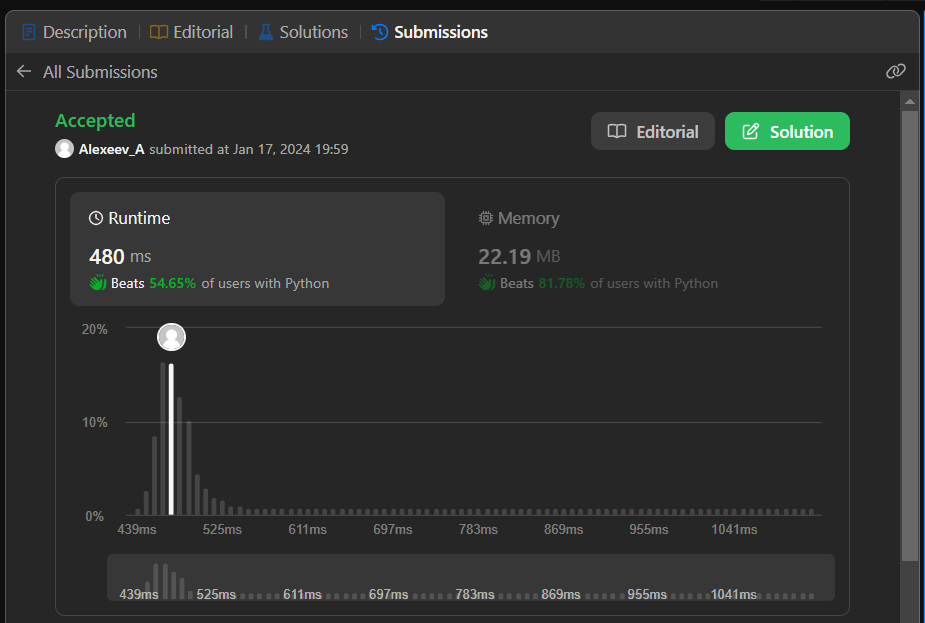 Description Editorial Solutions Submissions
All Submissions
Accepted
Editorial Solution
Alexeev_A submitted at Jan 17, 2024 19:59
Runtime Memory
480 ms 22.19 MB
Beats 54.65% of users with Python Beats 81.78% of users with Python
20%
10%
0%
439ms 525ms 611ms 697ms 783ms 869ms 955ms 1041ms
439ms 525ms 611ms 697ms 783ms 869ms 955ms 1041ms